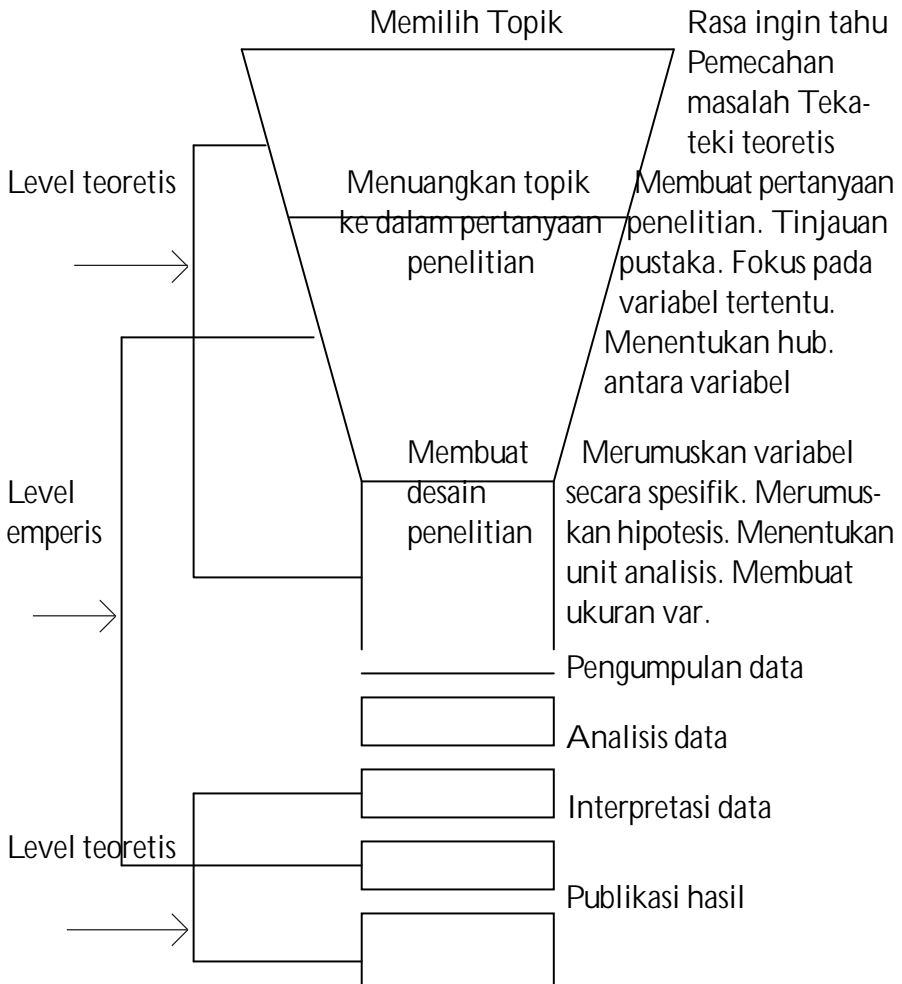 Memilih Topik
Rasa ingin tahu
Pemecahan
masalah Teka-
teki teoretis
Level teoretis
Menuangkan topik
ke dalam pertanyaan
penelitian
Membuat pertanyaan
penelitian. Tinjauan
pustaka. Fokus pada
variabel tertentu.
Menentukan hub.
antara variabel
Level
emperis
Membuat
desain
penelitian
Merumuskan variabel
secara spesifik. Merumus-
kan hipotesis. Menentukan
unit analisis. Membuat
ukuran var.
Pengumpulan data
Analisis data
Interpretasi data
Level teoretis
Publikasi hasil